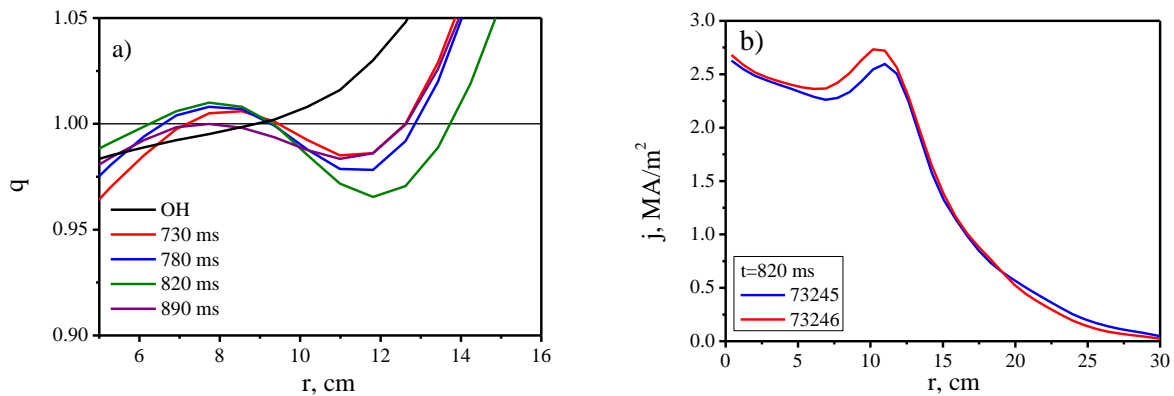 a)
1.05
1.00
0.95
0.90
q
OH
730 ms
780 ms
820 ms
890 ms
6 8 10 12 14 16
r, cm
b)
3.0
2.5
2.0
1.5
1.0
0.5
0.0
j, MA/m²
t=820 ms
73245
73246
0 5 10 15 20 25 30
r, cm